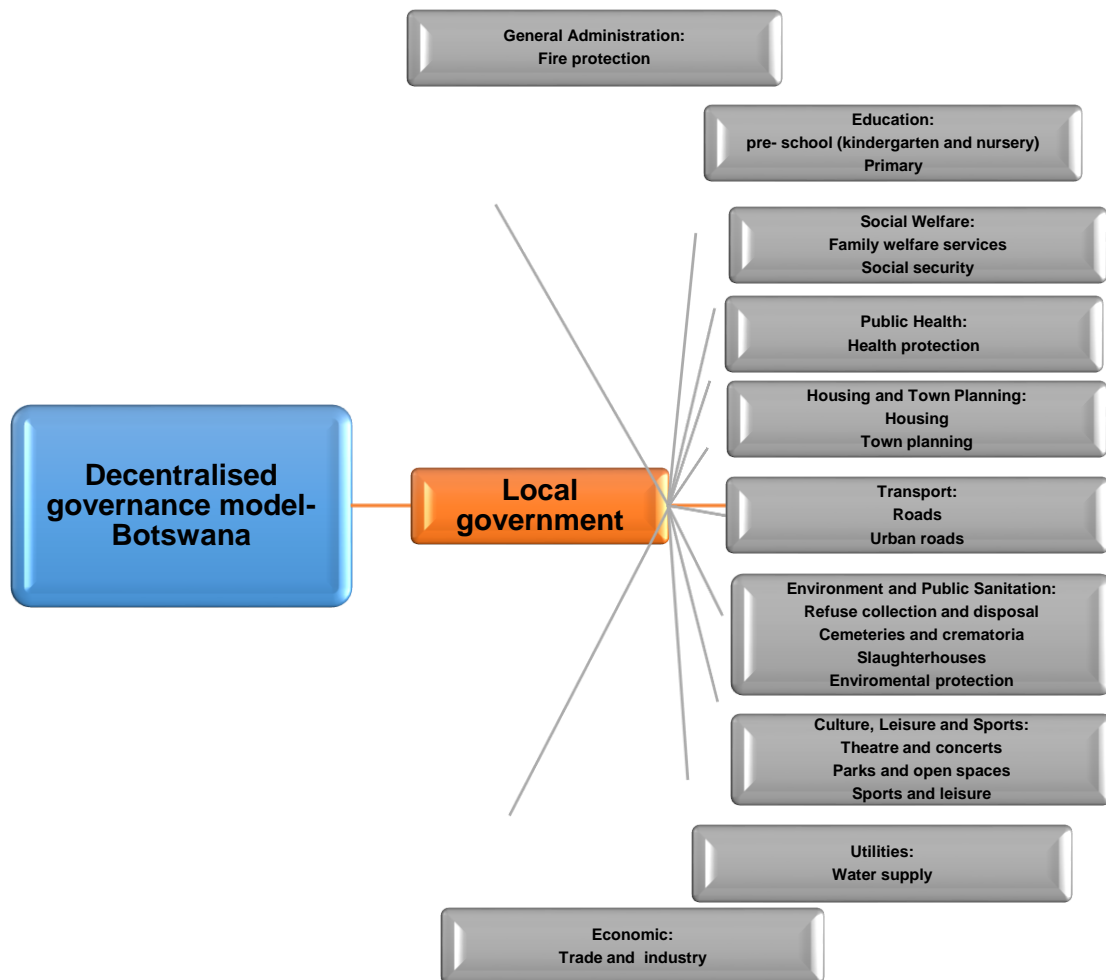 General Administration:
Fire protection
Education:
pre- school (kindergarten and nursery)
Primary
Social Welfare:
Family welfare services
Social security
Public Health:
Health protection
Housing and Town Planning:
Housing
Town planning
Decentralised
governance model-
Botswana
Local
government
Transport:
Roads
Urban roads
Environment and Public Sanitation:
Refuse collection and disposal
Cemeteries and crematoria
Slaughterhouses
Enviromental protection
Culture, Leisure and Sports:
Theatre and concerts
Parks and open spaces
Sports and leisure
Utilities:
Water supply
Economic:
Trade and industry